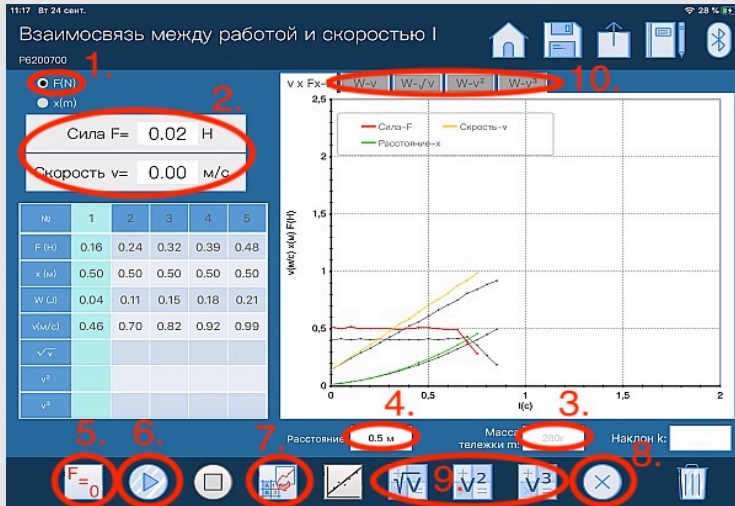 11:17 Вт 24 сент.
28 %
Взаимосвязь между работой и скоростью I
P6200700
1.
F(N)
x(m)
2.
Сила F= 0.02 Н
Скорость v= 0.00 м/с
№ 1 2 3 4 5
F (Н) 0.16 0.24 0.32 0.39 0.48
x (м) 0.50 0.50 0.50 0.50 0.50
W (J) 0.04 0.11 0.15 0.18 0.21
v(м/с) 0.46 0.70 0.82 0.92 0.99
√v
v²
v³
v x Fx- W-v W-√v W-v² W-v³ 10.
Сила-F Скрость-v
Расстояние-x
v(м/с) x(м) F(Н)
2,5
2
1,5
1
0,5
0
0 0,5 1 1,5 2
t(c)
4.
3.
Расстояние 0.5 м
Масса тележки m: 280г
Наклон k:
5. 6. 7. 8.
F=0
9.
√v v² v³